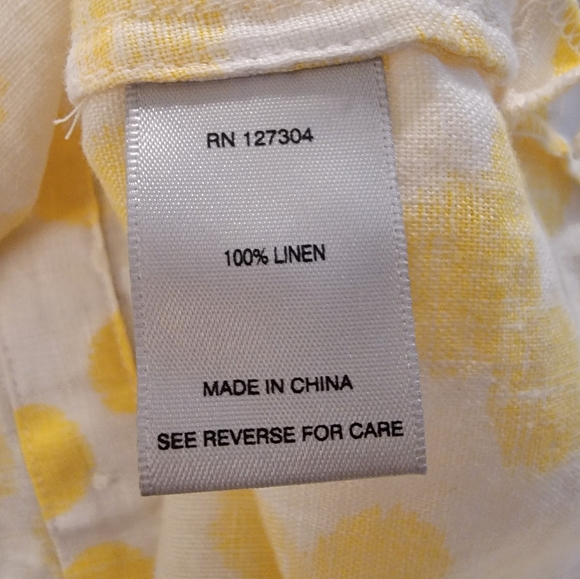 RN 127304
100% LINEN
MADE IN CHINA
SEE REVERSE FOR CARE